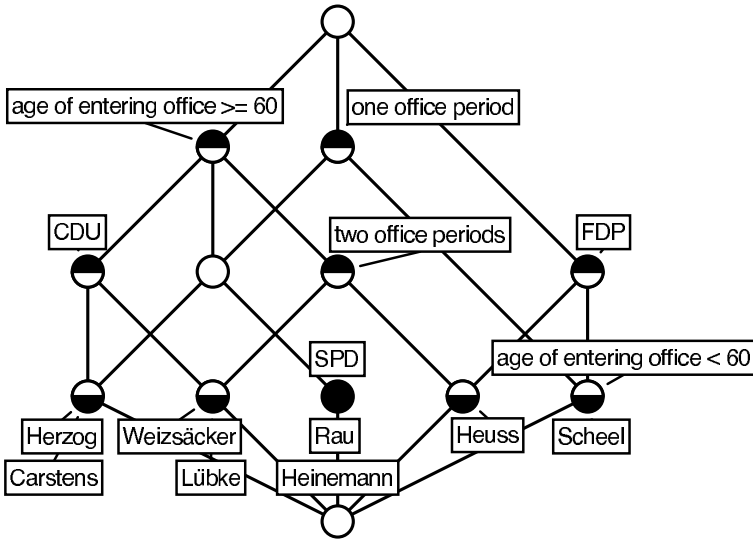 age of entering office >= 60
one office period
CDU
two office periods
FDP
SPD
age of entering office < 60
Herzog
Weizsäcker
Rau
Heuss
Scheel
Carstens
Lübke
Heinemann